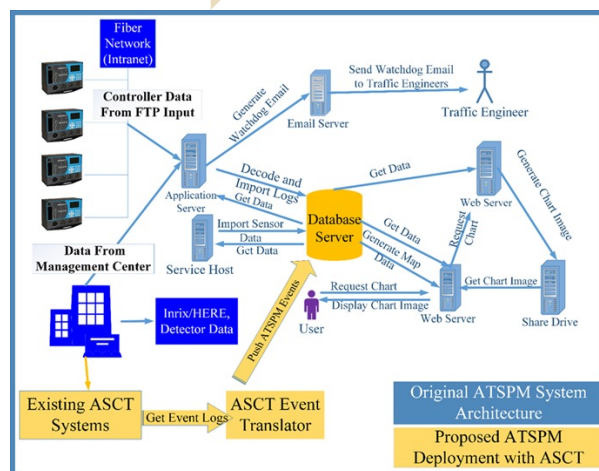 Fiber
Network
(Intranet)
Controller Data
From FTP Input
Generate
Watchdog Email
Email Server
Send Watchdog Email
to Traffic Engineers
Traffic Engineer
Application
Server
Decode and
Import Logs
Get Data
Get Data
Web Server
Generate Chart Image
Database
Server
Import Sensor
Data
Get Data
Service Host
Get Data
Generate Map
Data
Request
Chart
Get Chart Image
Web Server
Share Drive
Data From
Management Center
Request Chart
Display Chart Image
User
Inrix/HERE,
Detector Data
Push ATSPM Events
Existing ASCT
Systems
Get Event Logs
ASCT Event
Translator
Original ATSPM System
Architecture
Proposed ATSPM
Deployment with ASCT